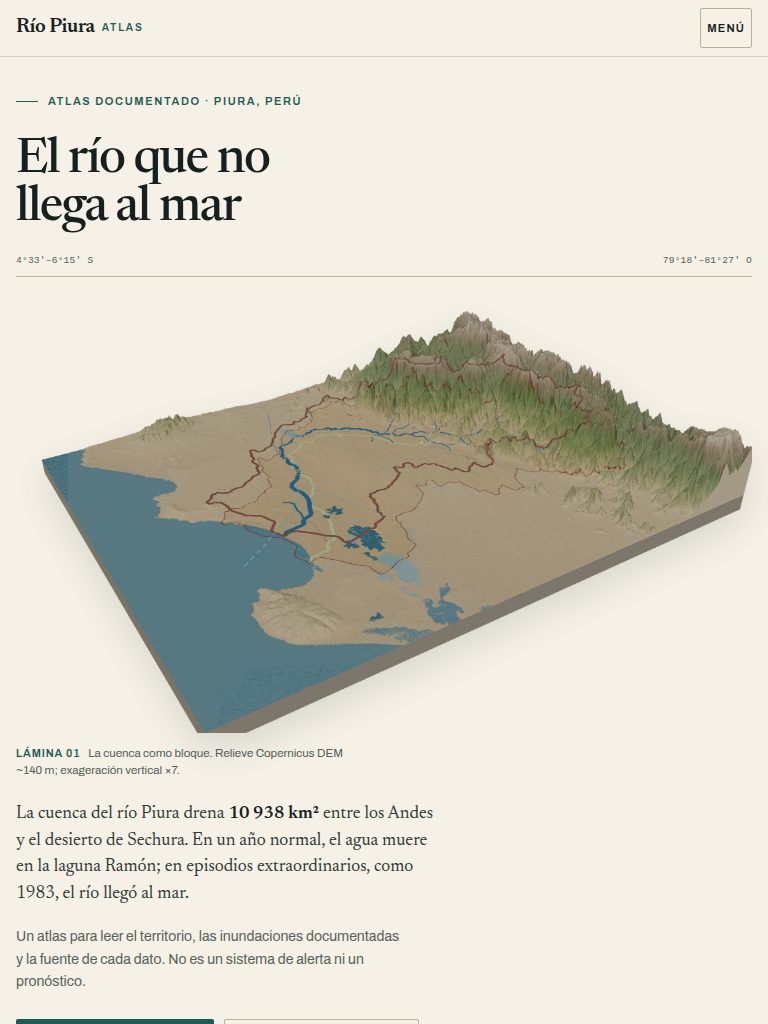 Río Piura ATLAS
MENÚ
ATLAS DOCUMENTADO · PIURA, PERÚ
El río que no
llega al mar
4°33′–6°15′ S
79°18′–81°27′ O
LÁMINA 01 La cuenca como bloque. Relieve Copernicus DEM
~140 m; exageración vertical ×7.
La cuenca del río Piura drena 10 938 km² entre los Andes
y el desierto de Sechura. En un año normal, el agua muere
en la laguna Ramón; en episodios extraordinarios, como
1983, el río llegó al mar.
Un atlas para leer el territorio, las inundaciones documentadas
y la fuente de cada dato. No es un sistema de alerta ni un
pronóstico.